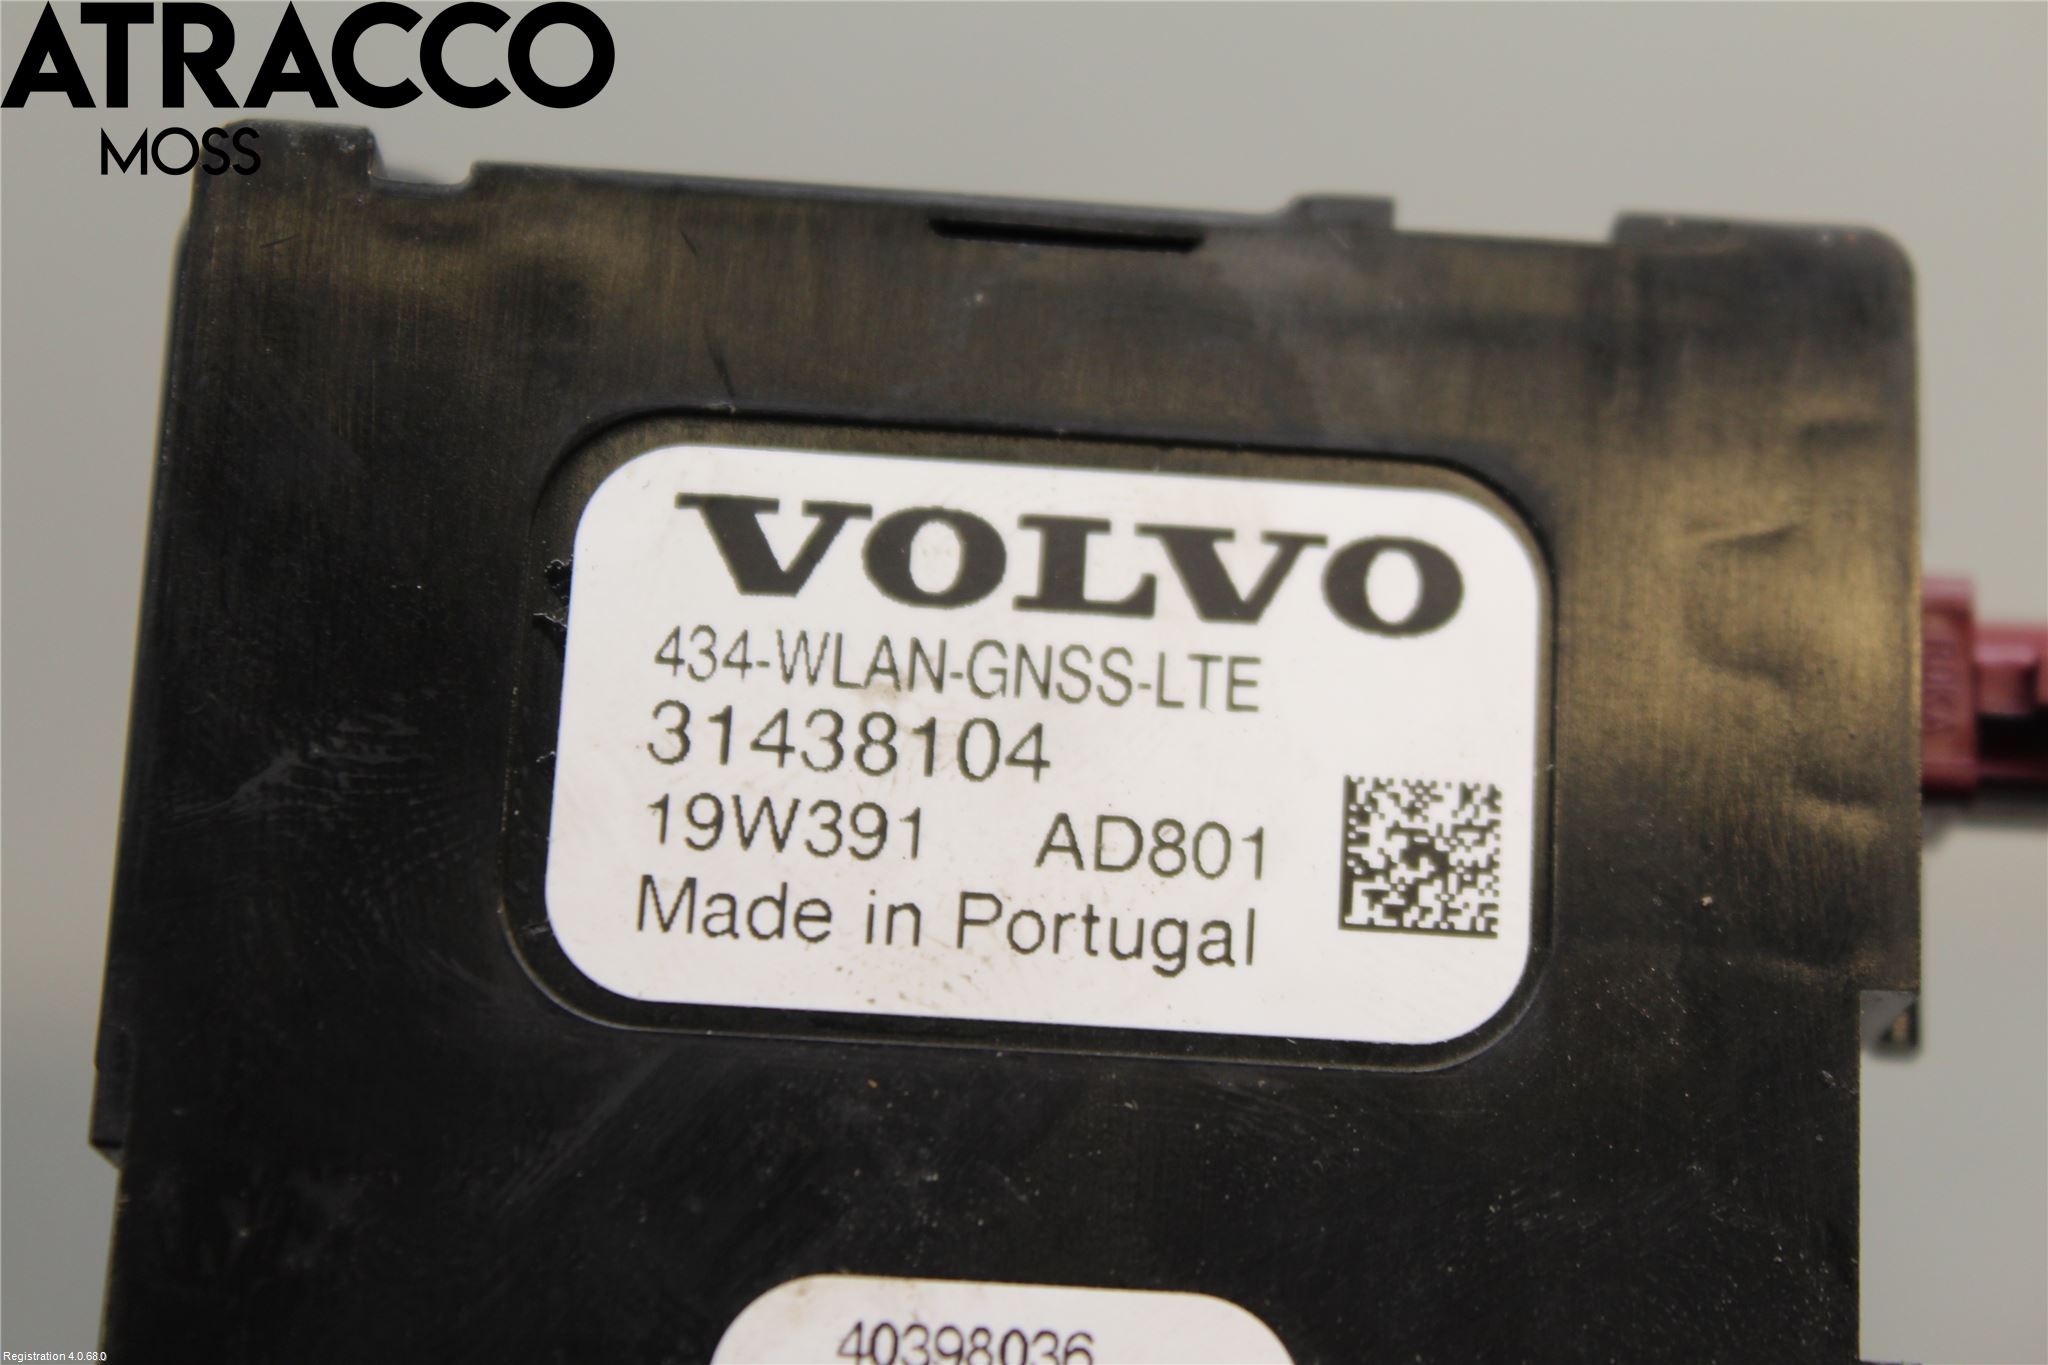 ATRACCO
MOSS
VOLVO
434-WLAN-GNSS-LTE
31438104
19W391 AD801
Made in Portugal
40398036
Registration 4.0.68.0